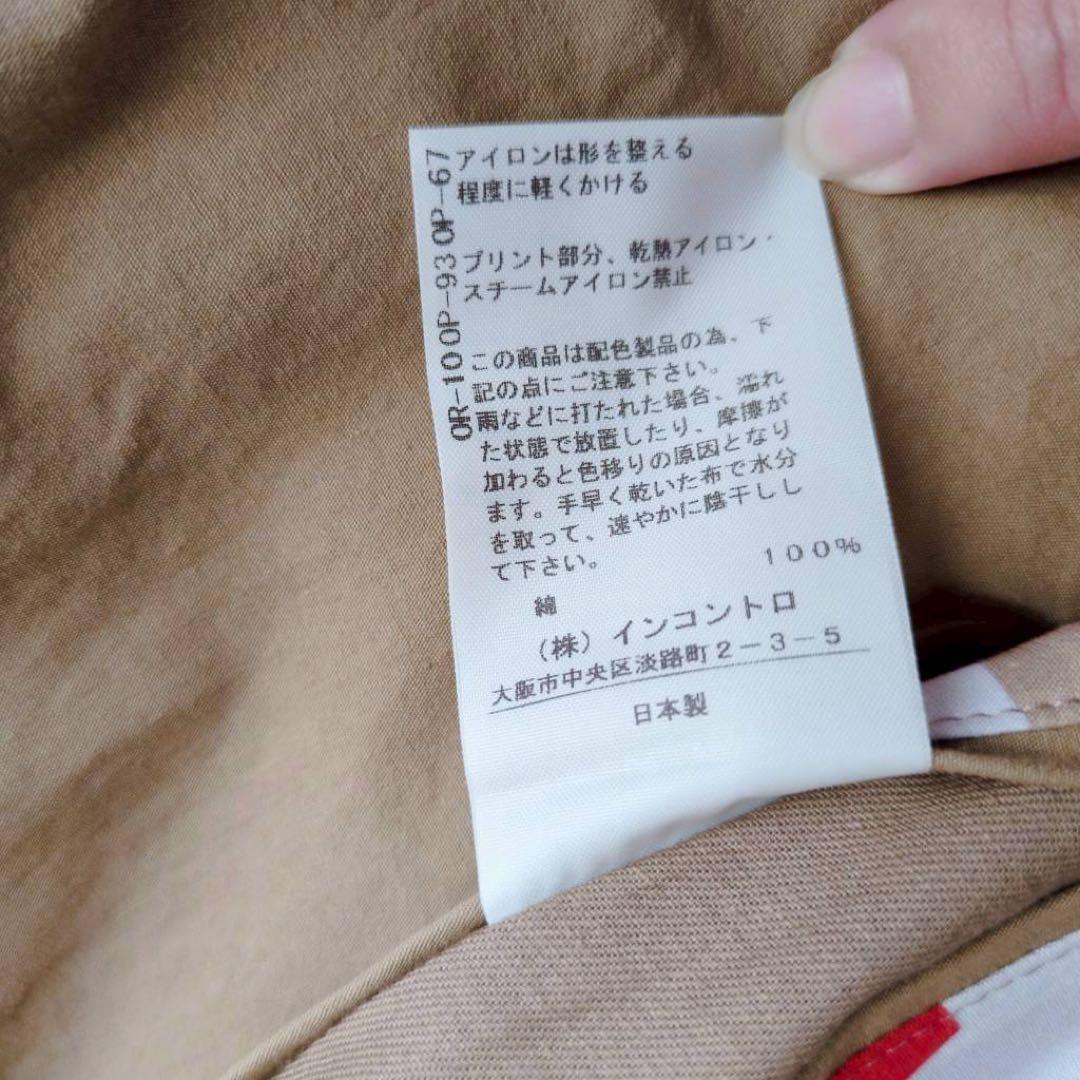 アイロンは形を整える
程度に軽くかける
プリント部分、乾熱アイロン・
スチームアイロン禁止
この商品は配色製品の為、下
記の点にご注意下さい。
雨などに打たれた場合、濡れ
た状態で放置したり、摩擦が
加わると色移りの原因となり
ます。手早く乾いた布で水分
を取って、速やかに陰干しし
て下さい。
綿 100%
(株)インコントロ
大阪市中央区淡路町2-3-5
日本製
OR-10 OP-93 OP-67